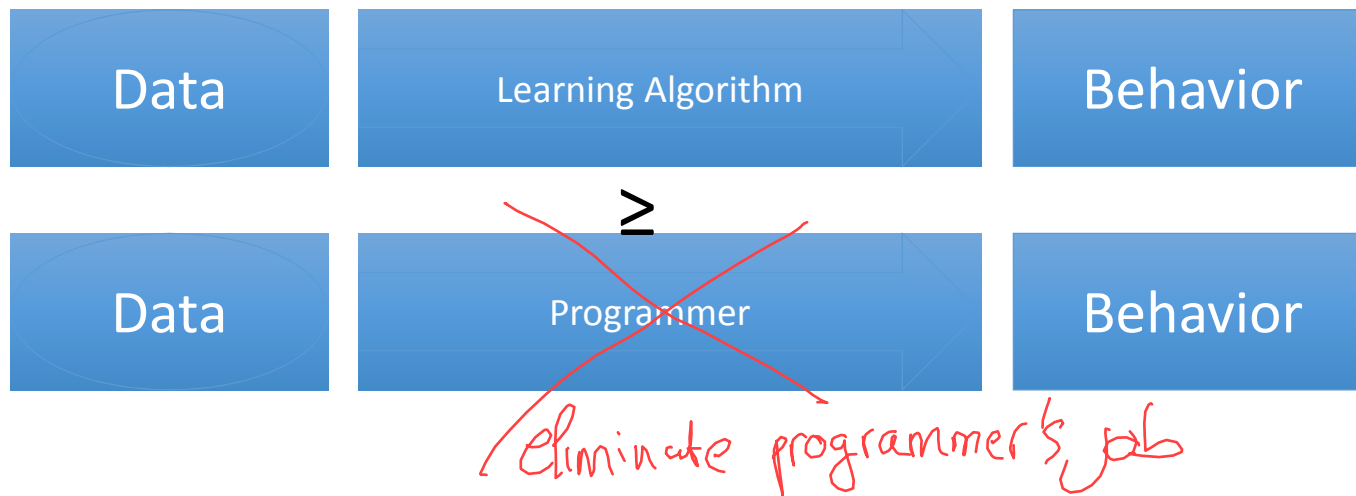 Data Learning Algorithm Behavior
≥
Data Programmer Behavior
eliminate programmer's job